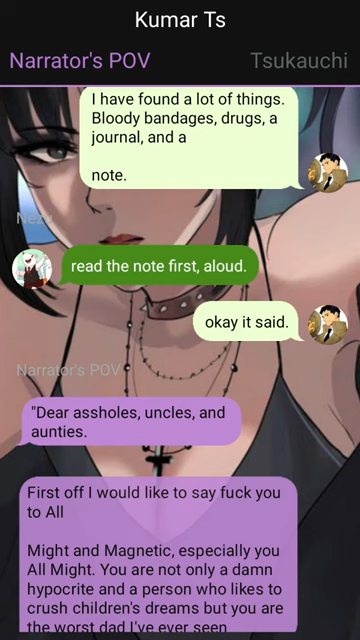 Kumar Ts
Narrator's POV
Tsukauchi
I have found a lot of things.
Bloody bandages, drugs, a
journal, and a
note.
Nezu
read the note first, aloud.
okay it said.
Narrator's POV
"Dear assholes, uncles, and
aunties.
First off I would like to say fuck you
to All
Might and Magnetic, especially you
All Might. You are not only a damn
hypocrite and a person who likes to
crush children's dreams but you are
the worst dad I've ever seen